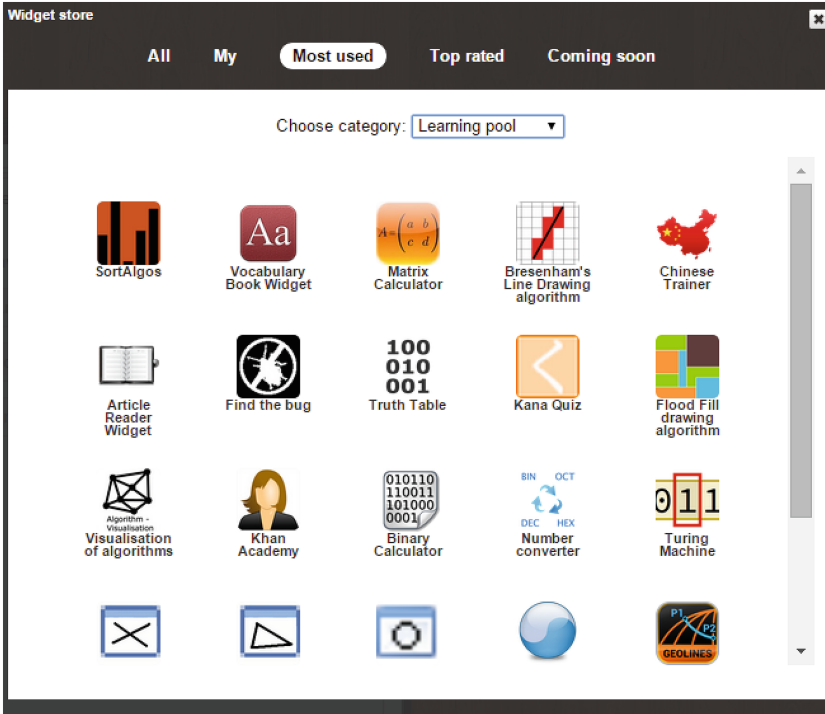 Widget store
All My Most used Top rated Coming soon
Choose category: Learning pool
Aa
A= ( a b
c d )
SortAlgos
Vocabulary
Book Widget
Matrix
Calculator
Bresenham's
Line Drawing
algorithm
Chinese
Trainer
100
010
001
Article
Reader
Widget
Find the bug
Truth Table
Kana Quiz
く
Flood Fill
drawing
algorithm
Algorithm -
Visualisation
Visualisation
of algorithms
Khan
Academy
010110
110011
101000
0001
Binary
Calculator
BIN OCT
DEC HEX
Number
converter
011
Turing
Machine
P1
P2
GEOLINES